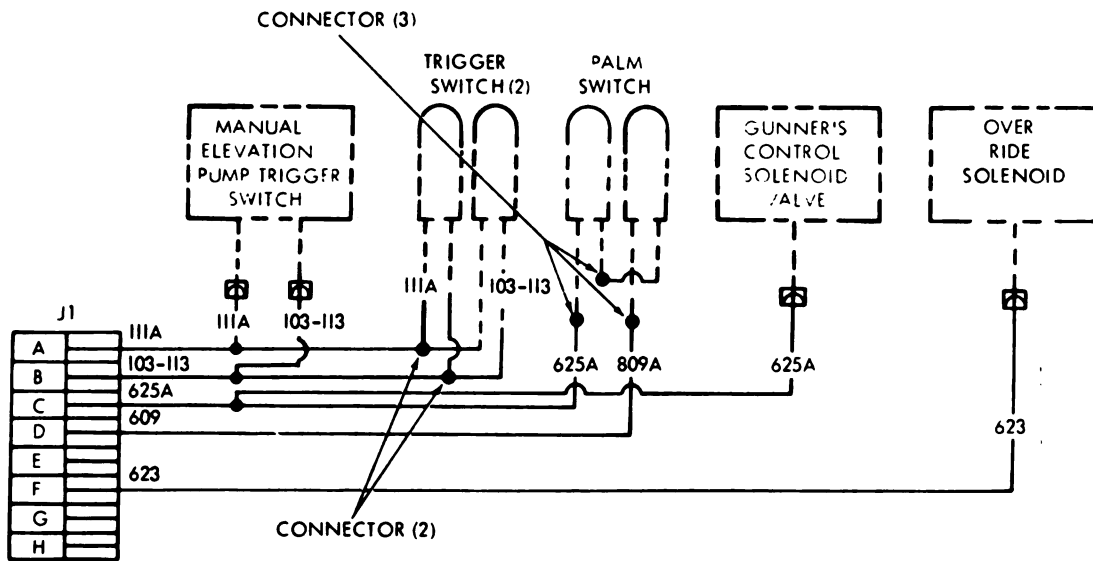 CONNECTOR (3)
TRIGGER
SWITCH (2)
PALM
SWITCH
MANUAL
ELEVATION
PUMP TRIGGER
SWITCH
GUNNER'S
CONTROL
SOLENOID
VALVE
OVER
RIDE
SOLENOID
111A
103-113
J1
111A
103-113
A
111A
B
103-113
625A
809A
625A
C
625A
D
609
E
623
F
623
G
H
CONNECTOR (2)